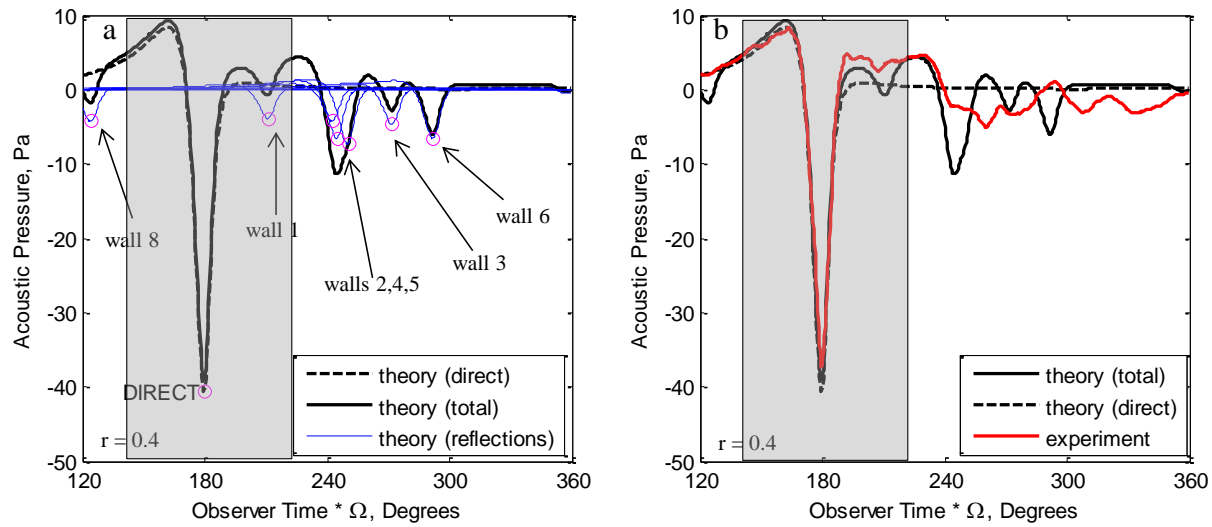 a
10
0
-10
-20
-30
-40
-50
Acoustic Pressure, Pa
wall 8
wall 1
walls 2,4,5
wall 3
wall 6
DIRECT
r = 0.4
theory (direct)
theory (total)
theory (reflections)
120 180 240 300 360
Observer Time * Ω, Degrees
b
10
0
-10
-20
-30
-40
-50
Acoustic Pressure, Pa
r = 0.4
theory (total)
theory (direct)
experiment
120 180 240 300 360
Observer Time * Ω, Degrees